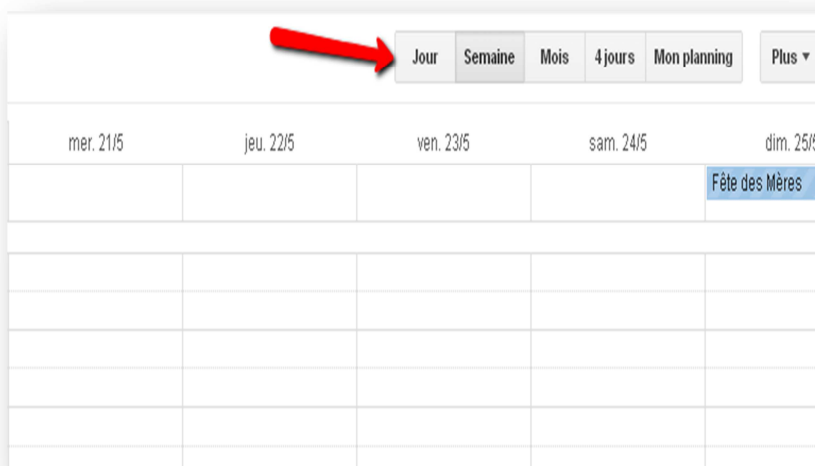 Jour Semaine Mois 4 jours Mon planning Plus
mer. 21/5 jeu. 22/5 ven. 23/5 sam. 24/5 dim. 25/5
Fête des Mères